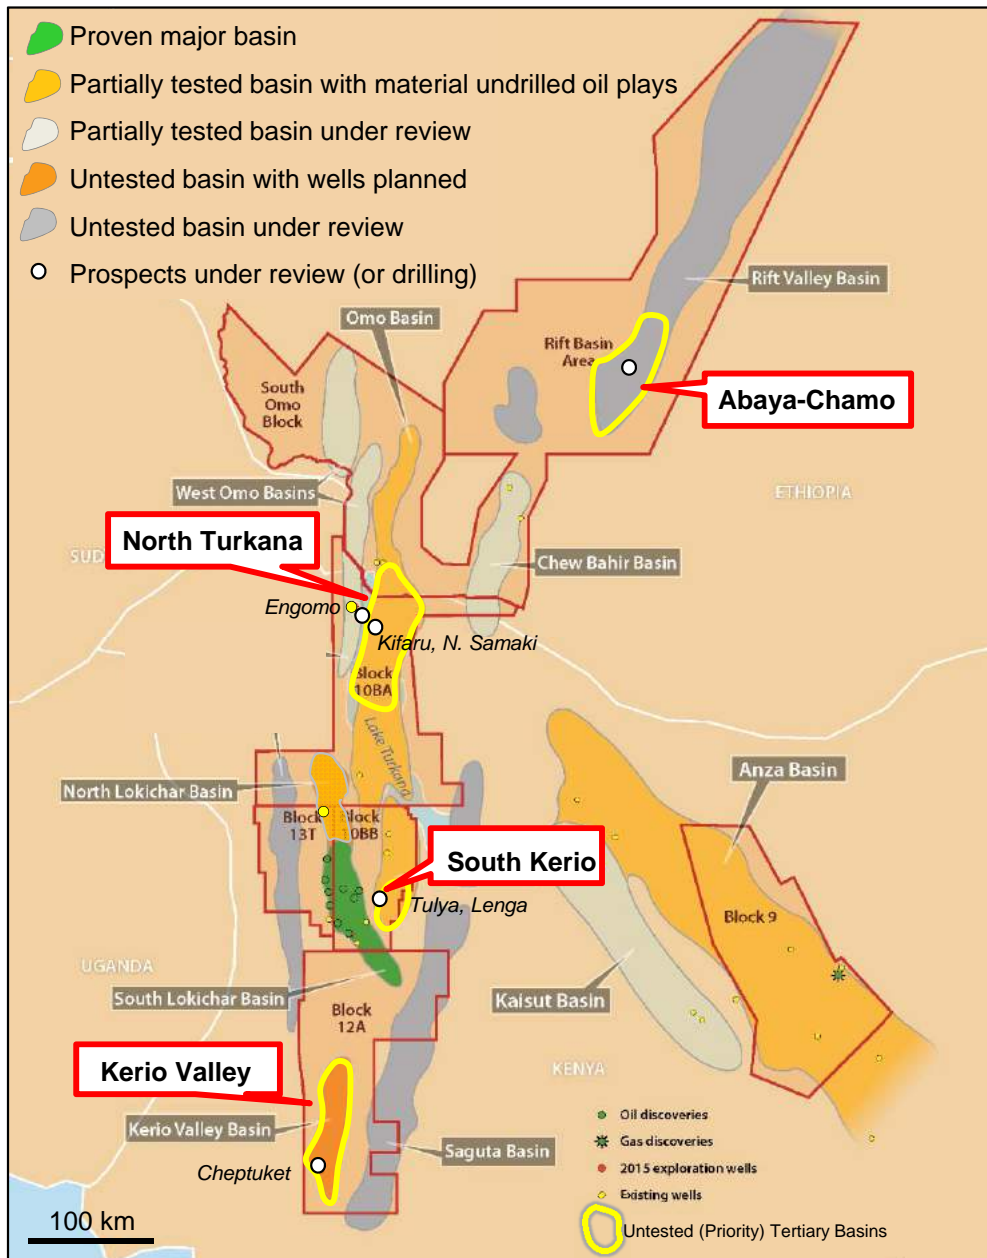 Proven major basin
Partially tested basin with material undrilled oil plays
Partially tested basin under review
Untested basin with wells planned
Untested basin under review
Prospects under review (or drilling)
Rift Valley Basin
Omo Basin
Rift Basin
Area
South
Omo
Block
Abaya-Chamo
West Omo Basins
ETHIOPIA
North Turkana
SUD
Chew Bahir Basin
Engomo
Kifaru, N. Samaki
Block
10BA
Lake Turkana
North Lokichar Basin
Anza Basin
Block
13T
Block
10BB
South Kerio
Tulya, Lenga
Block 9
UGANDA
South Lokichar Basin
Kaisut Basin
Block
12A
Kerio Valley
KENYA
Kerio Valley Basin
Saguta Basin
Cheptuket
Oil discoveries
Gas discoveries
2015 exploration wells
Existing wells
Untested (Priority) Tertiary Basins
100 km